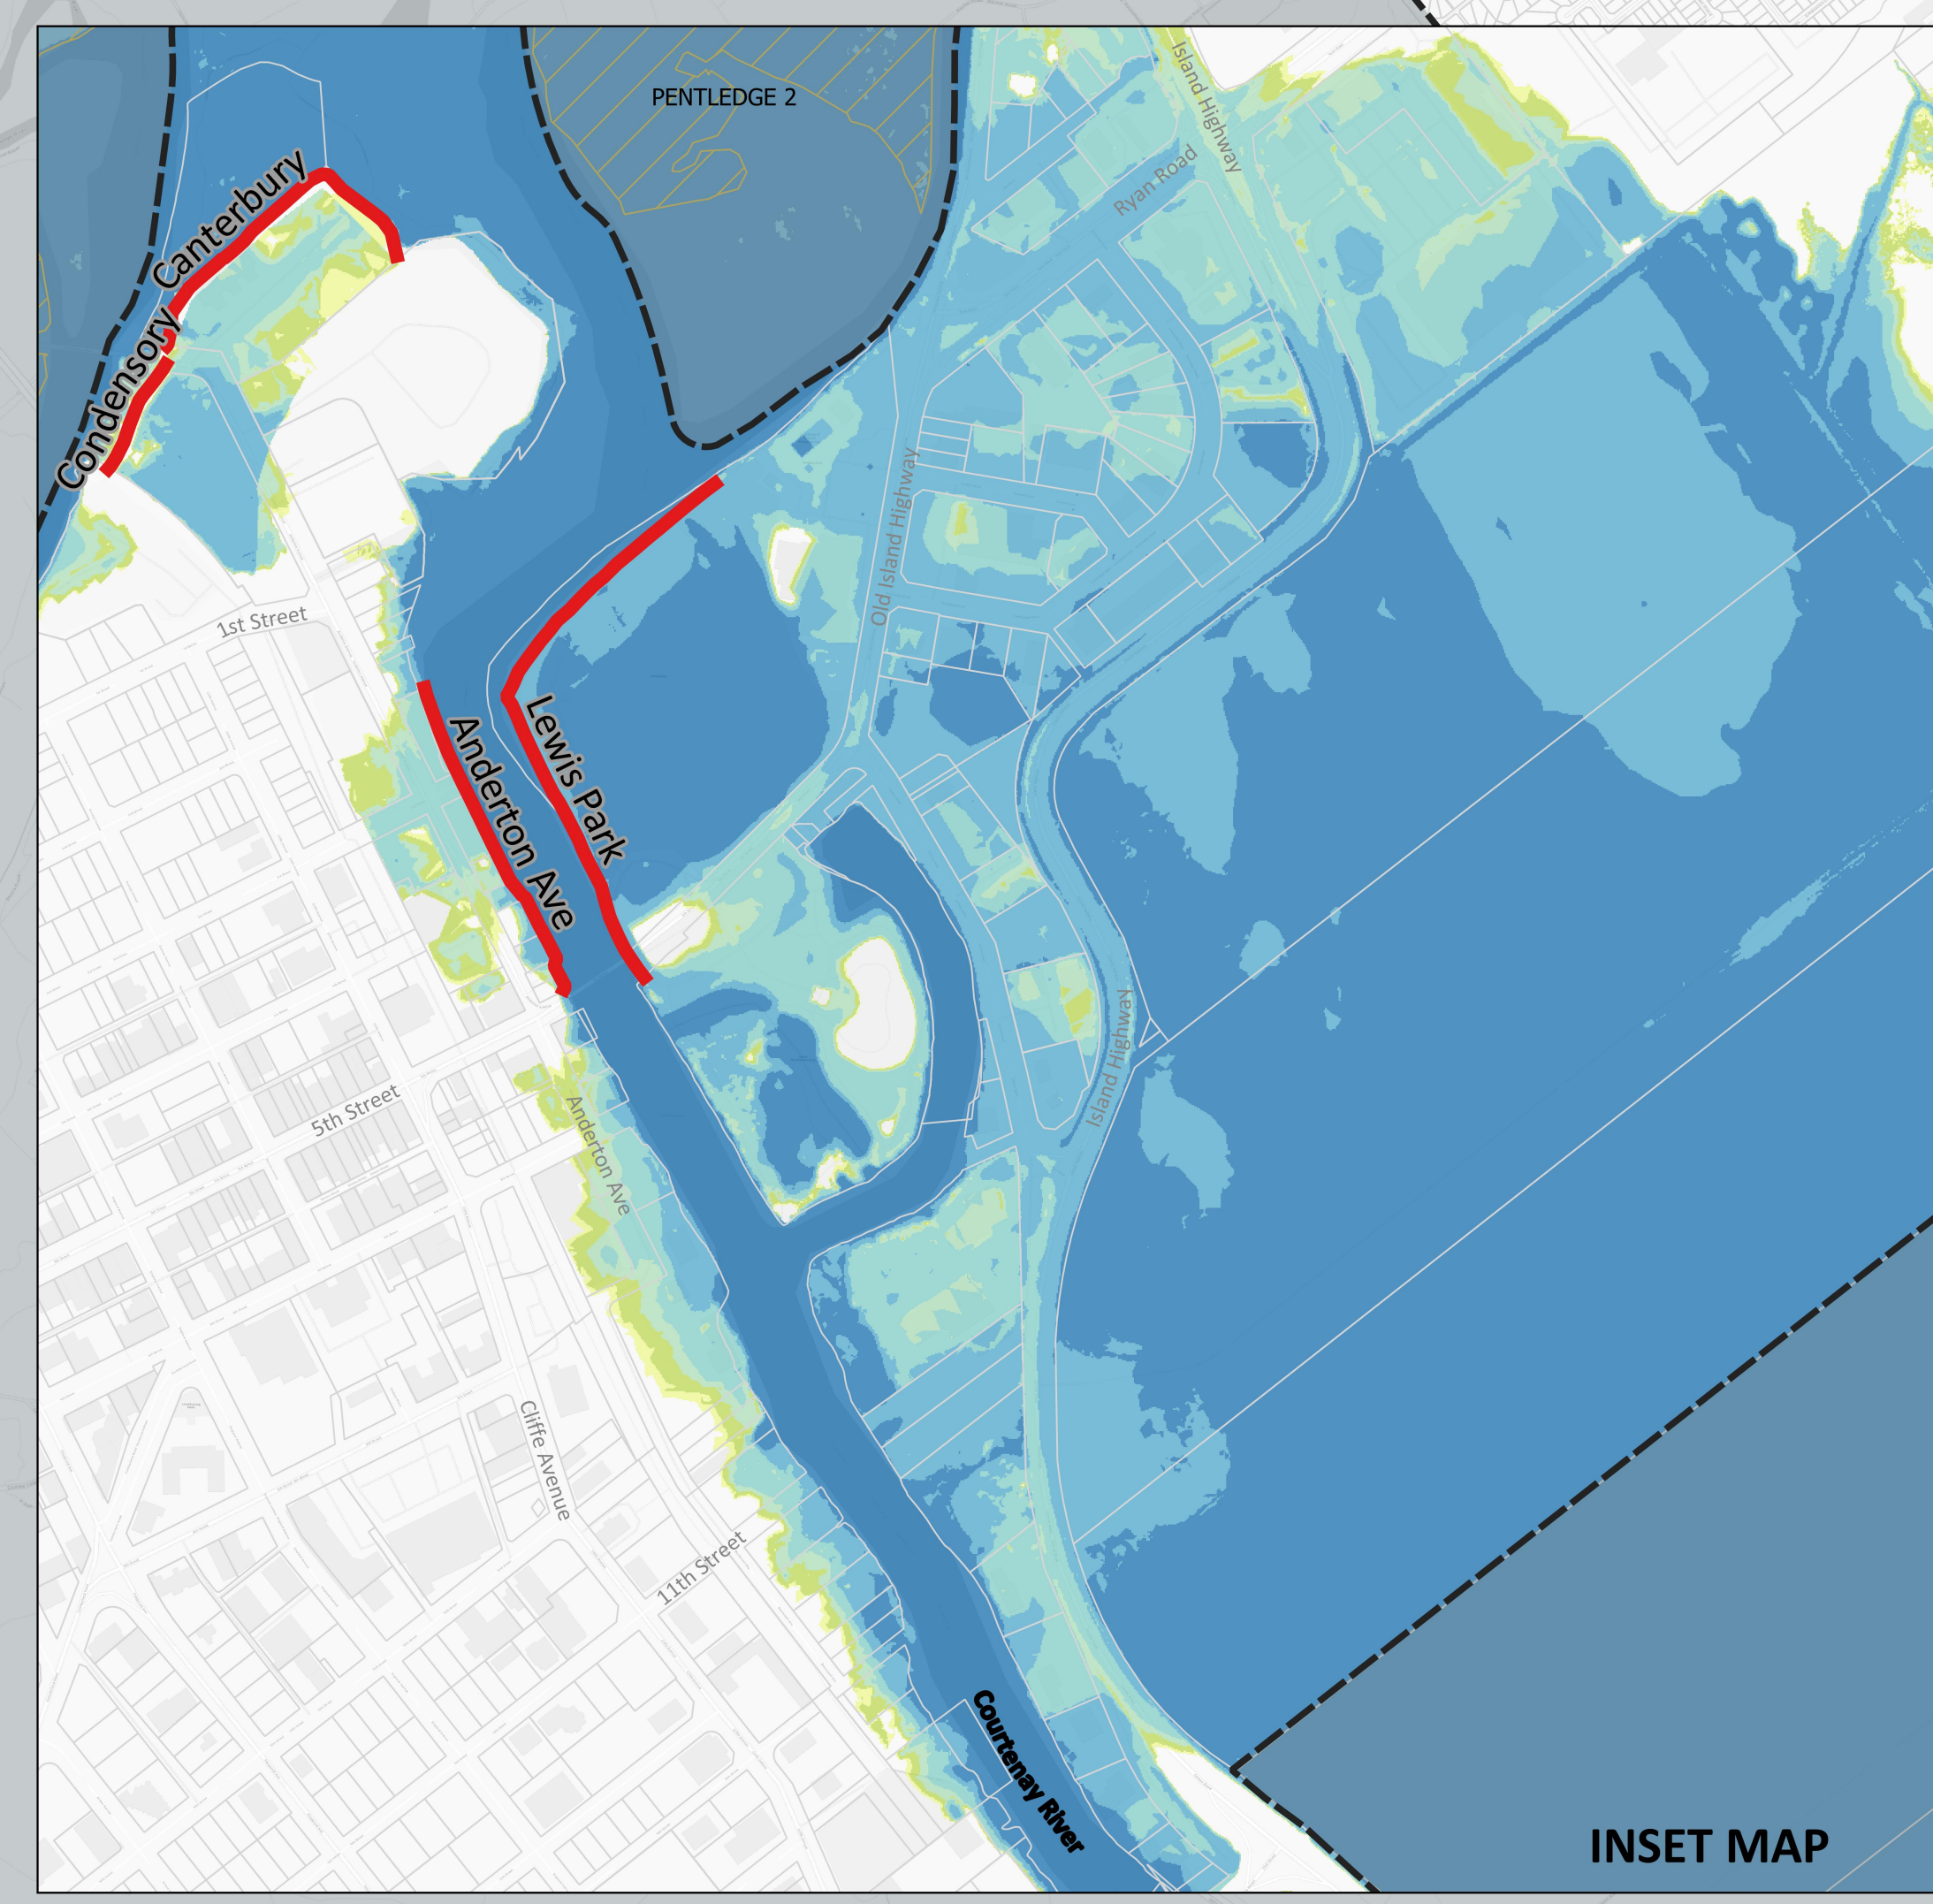 PENTLEDGE 2
Island Highway
Ryan Road
Canterbury
Condensory
Old Island Highway
1st Street
Lewis Park
Anderton Ave
Island Highway
5th Street
Anderton Ave
Cliffe Avenue
11th Street
Courtenay River
INSET MAP